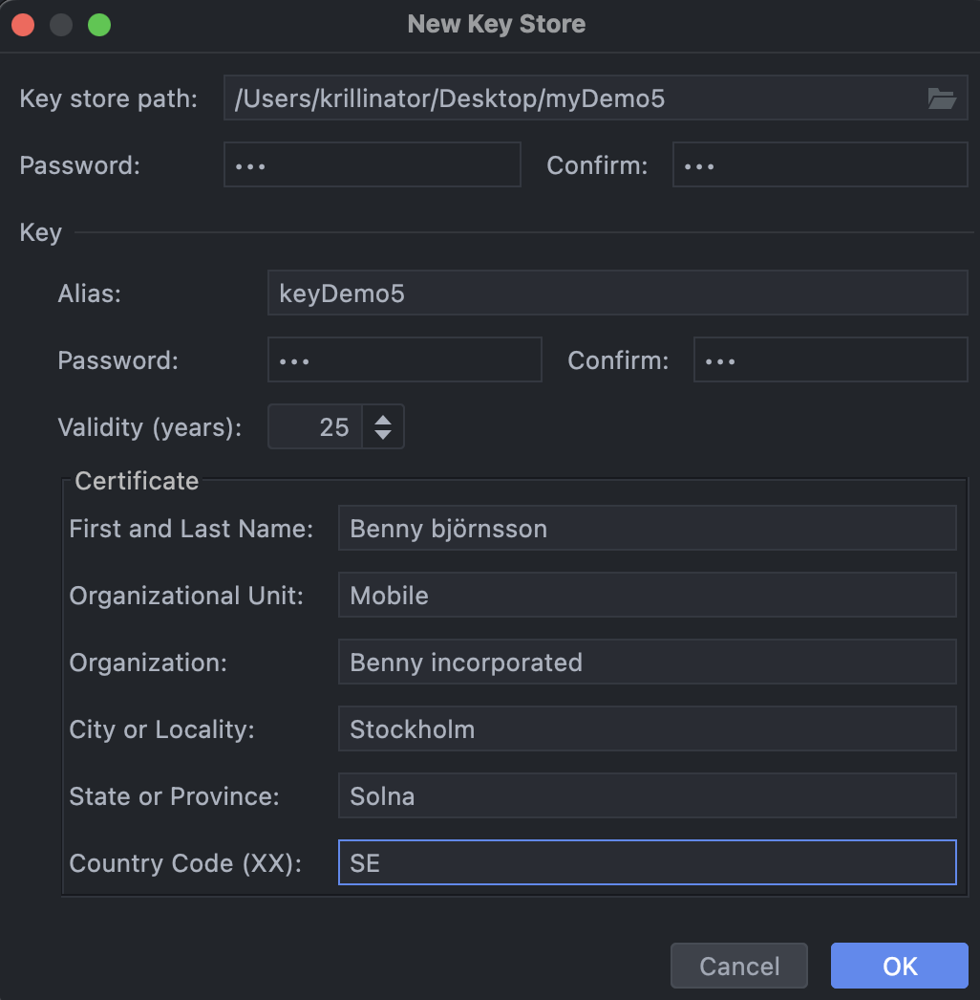 New Key Store
Key store path: /Users/krillinator/Desktop/myDemo5
Password: ••• Confirm: •••
Key
Alias: keyDemo5
Password: ••• Confirm: •••
Validity (years): 25
Certificate
First and Last Name: Benny björnsson
Organizational Unit: Mobile
Organization: Benny incorporated
City or Locality: Stockholm
State or Province: Solna
Country Code (XX): SE
Cancel OK